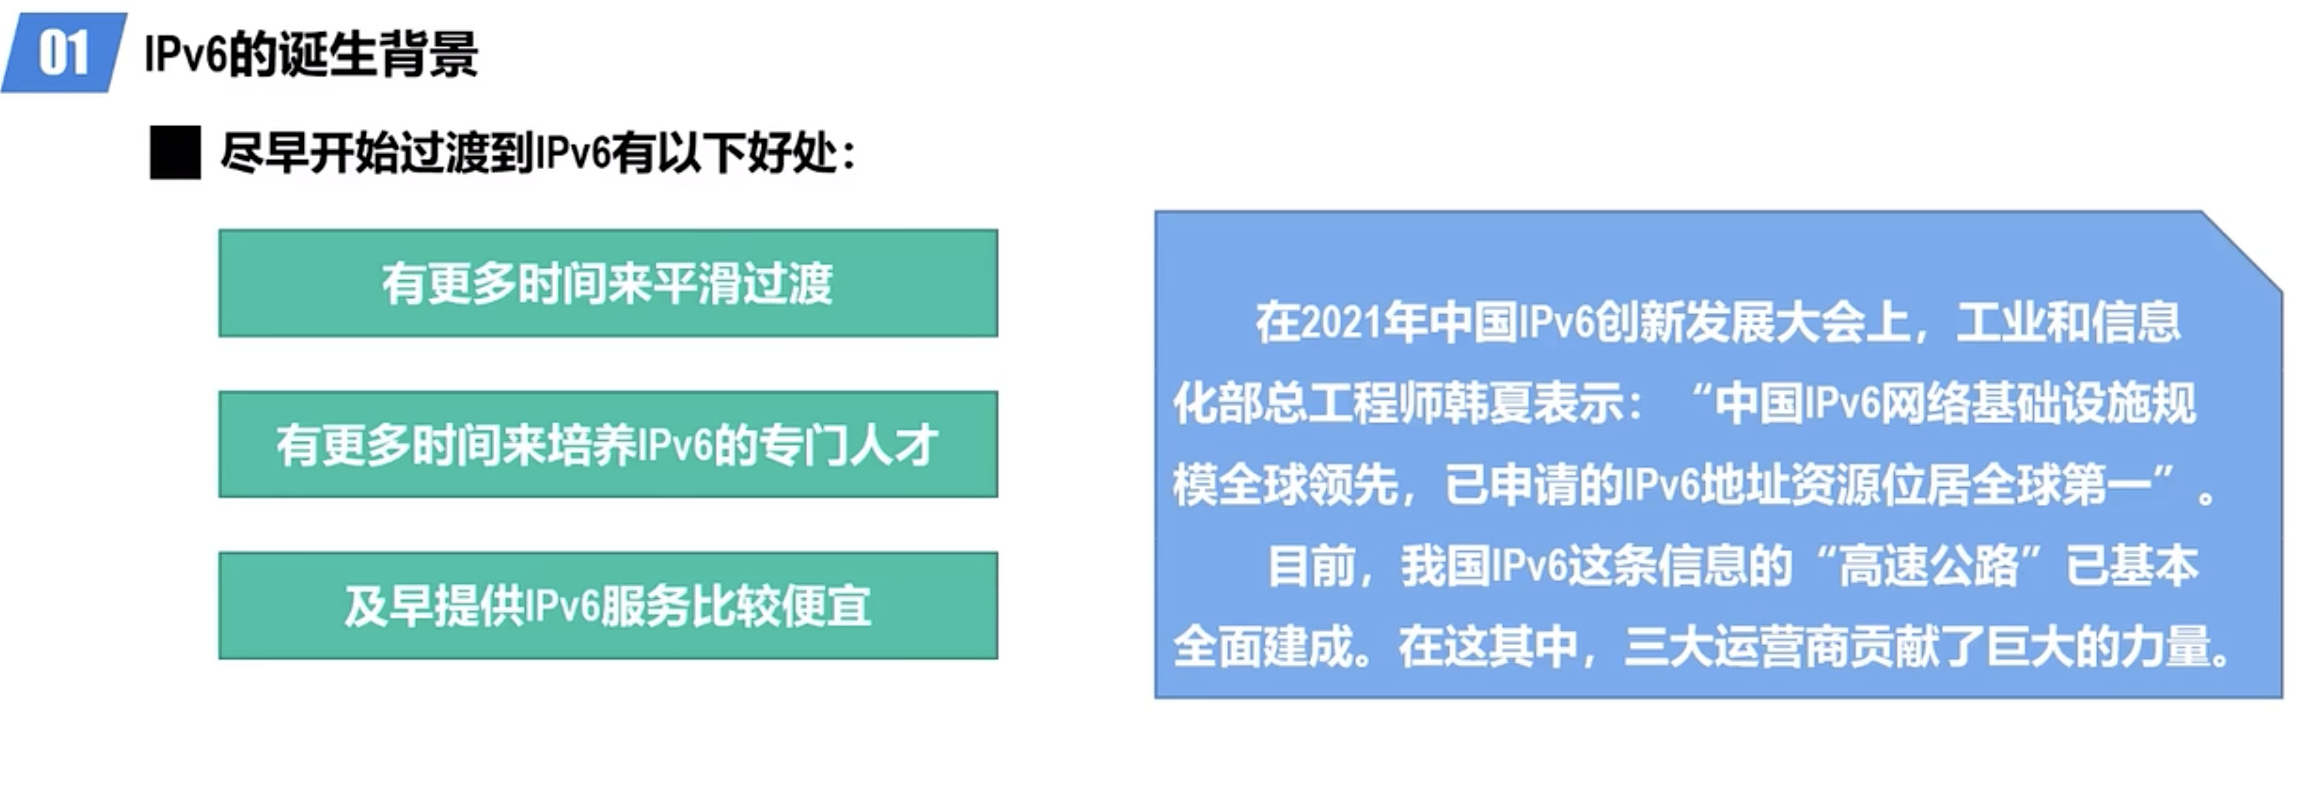 01 IPv6的诞生背景
尽早开始过渡到IPv6有以下好处：
有更多时间来平滑过渡
有更多时间来培养IPv6的专门人才
及早提供IPv6服务比较便宜
在2021年中国IPv6创新发展大会上，工业和信息
化部总工程师韩夏表示：“中国IPv6网络基础设施规
模全球领先，已申请的IPv6地址资源位居全球第一”。
目前，我国IPv6这条信息的“高速公路”已基本
全面建成。在这其中，三大运营商贡献了巨大的力量。